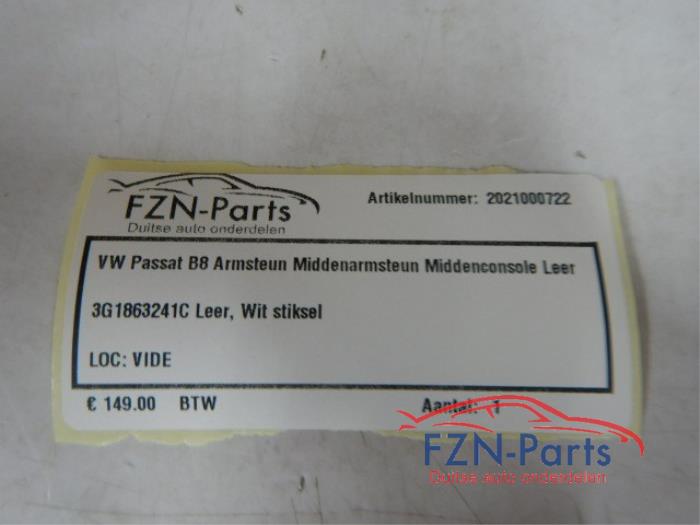 FZN-Parts
Duitse auto onderdelen
Artikelnummer: 2021000722
VW Passat B8 Armsteun Middenarmsteun Middenconsole Leer
3G1863241C Leer, Wit stiksel
LOC: VIDE
€ 149.00 BTW Aantal: 1
FZN-Parts
Duitse auto onderdelen